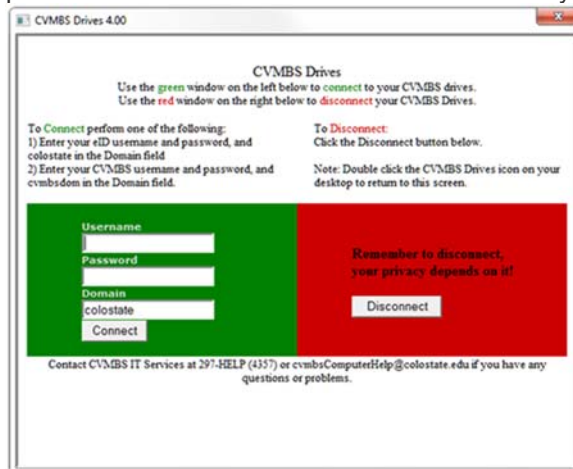 CVMBS Drives 4.00
CVMBS Drives
Use the green window on the left below to connect to your CVMBS drives.
Use the red window on the right below to disconnect your CVMBS Drives.
To Connect perform one of the following:
1) Enter your eID username and password, and
colostate in the Domain field
2) Enter your CVMBS username and password, and
cvmbsdom in the Domain field.
To Disconnect:
Click the Disconnect button below.
Note: Double click the CVMBS Drives icon on your
desktop to return to this screen.
Username
Password
Domain
colostate
Connect
Remember to disconnect,
your privacy depends on it!
Disconnect
Contact CVMBS IT Services at 297-HELP (4357) or cvmbsComputerHelp@colostate.edu if you have any
questions or problems.